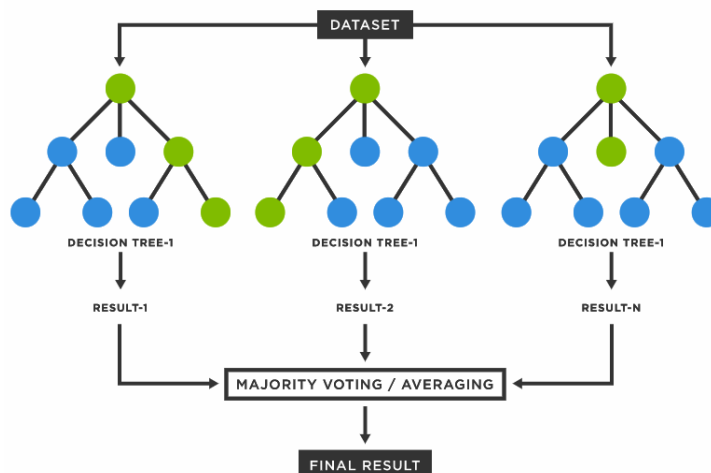 DATASET
DECISION TREE-1
DECISION TREE-1
DECISION TREE-1
RESULT-1
RESULT-2
RESULT-N
MAJORITY VOTING / AVERAGING
FINAL RESULT